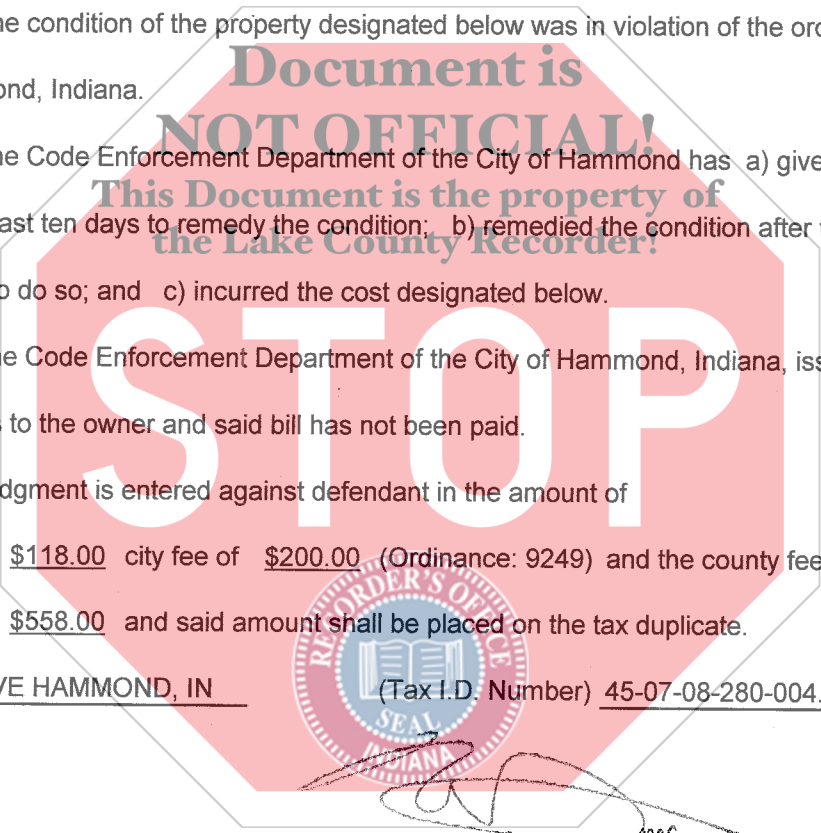 ne condition of the property designated below was in violation of the ord
Document is
ond, Indiana.
NOT OFFICIAL!
ne Code Enforcement Department of the City of Hammond has a) give
This Document is the property of
ast ten days to remedy the condition; b) remedied the condition after
the Lake County Recorder!
o do so; and c) incurred the cost designated below.
STOP
ne Code Enforcement Department of the City of Hammond, Indiana, iss
s to the owner and said bill has not been paid.
dgment is entered against defendant in the amount of
$118.00 city fee of $200.00 (Ordinance: 9249) and the county fee
$558.00 and said amount shall be placed on the tax duplicate.
RECORDER'S OFFICE
VE HAMMOND, IN (Tax I.D. Number) 45-07-08-280-004.
SEAL
INDIANA